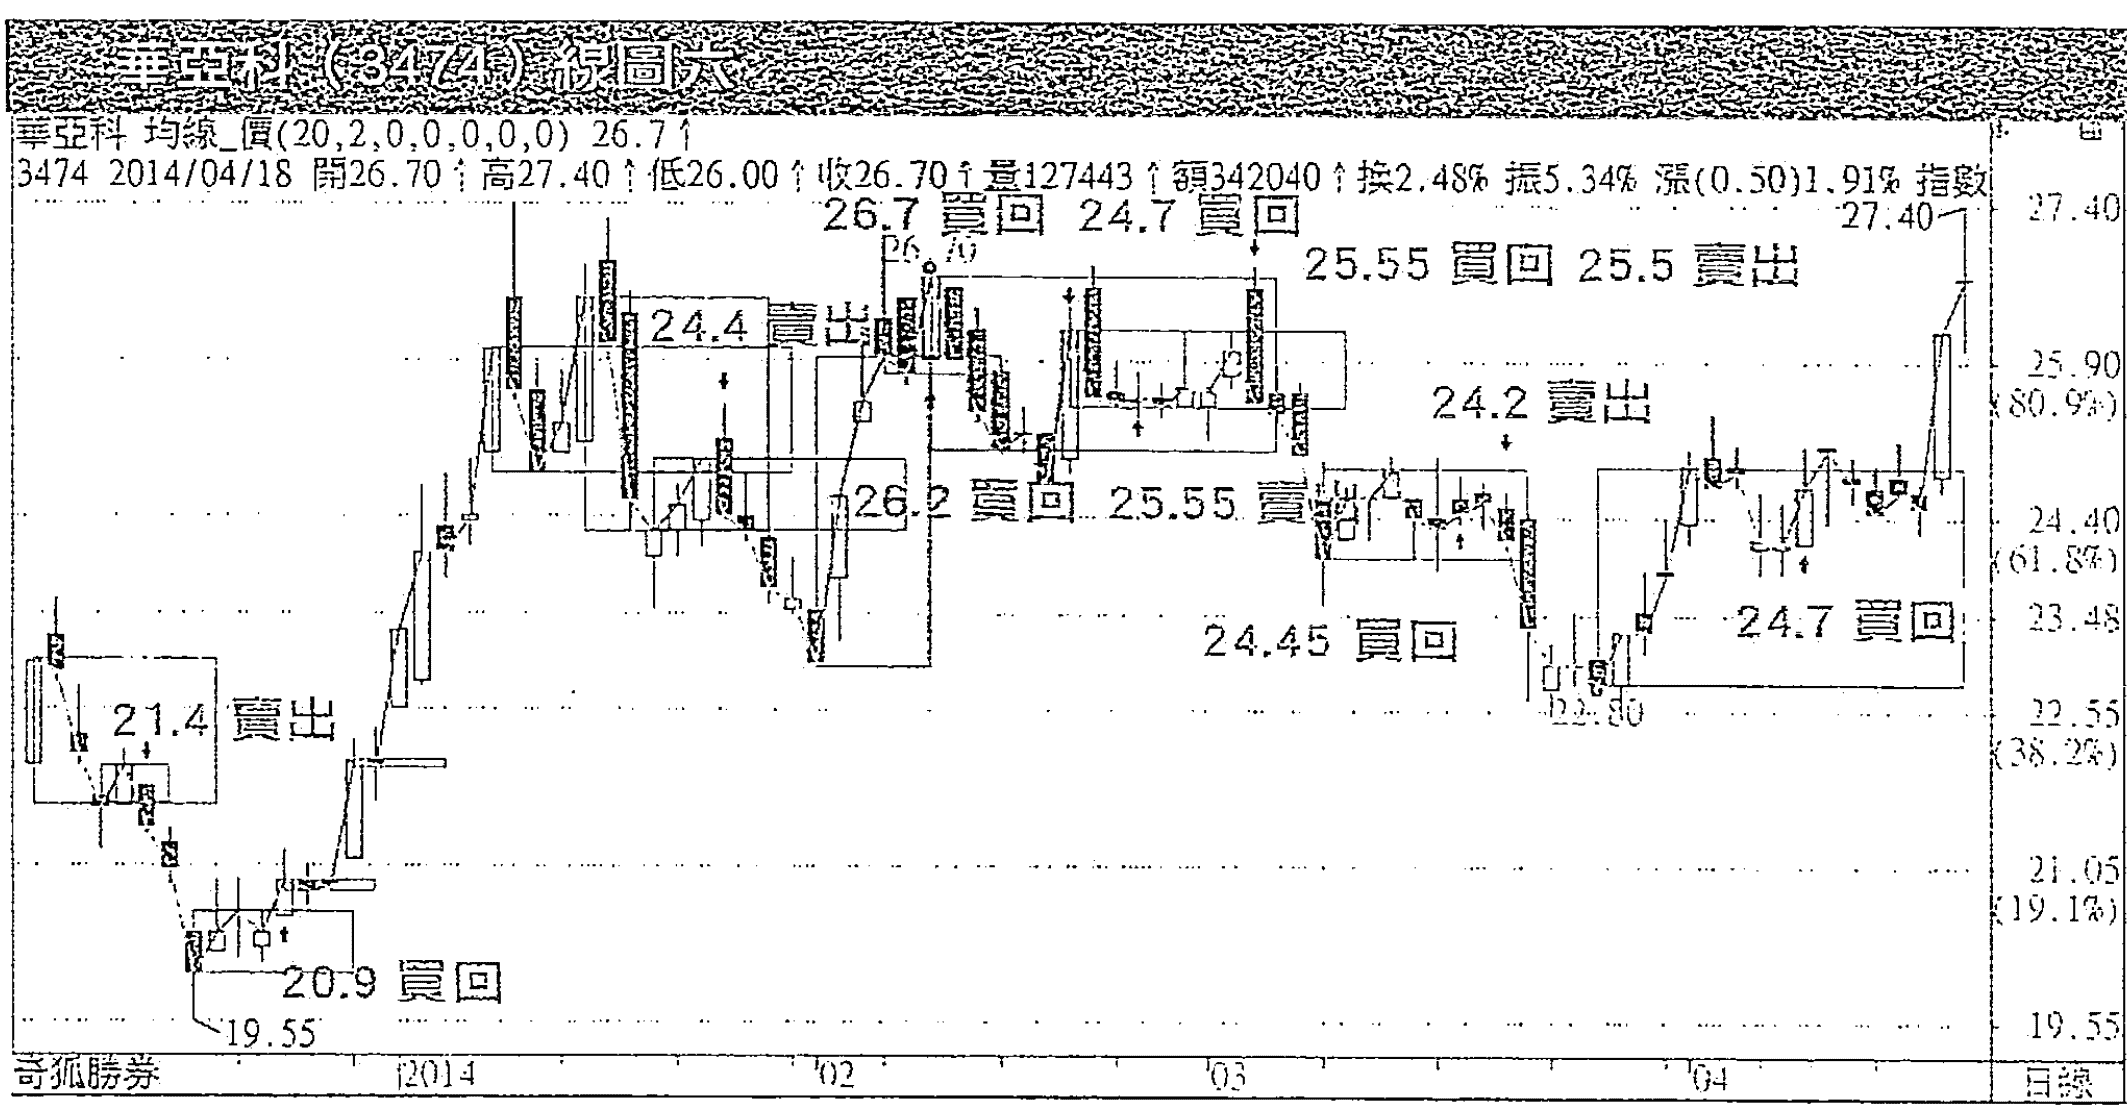 華亞科(3474)線圖六
華亞科 均線_價(20,2,0,0,0,0,0) 26.7↑
3474 2014/04/18 開26.70↑高27.40↑低26.00↑收26.70↑量127443↑額342040↑換2.48% 振5.34% 漲(0.50)1.91% 指數
26.7 買回 24.7 買回
27.40
27.40
26.70
25.55 買回 25.5 賣出
24.4 賣出
25.90
(80.9%)
24.2 賣出
26.2 買回 25.55 賣出
24.40
(61.8%)
24.45 買回
24.7 買回
23.48
21.4 賣出
22.80
22.55
(38.2%)
21.05
(19.1%)
20.9 買回
19.55
19.55
奇狐勝券
2014
02
03
04
日線